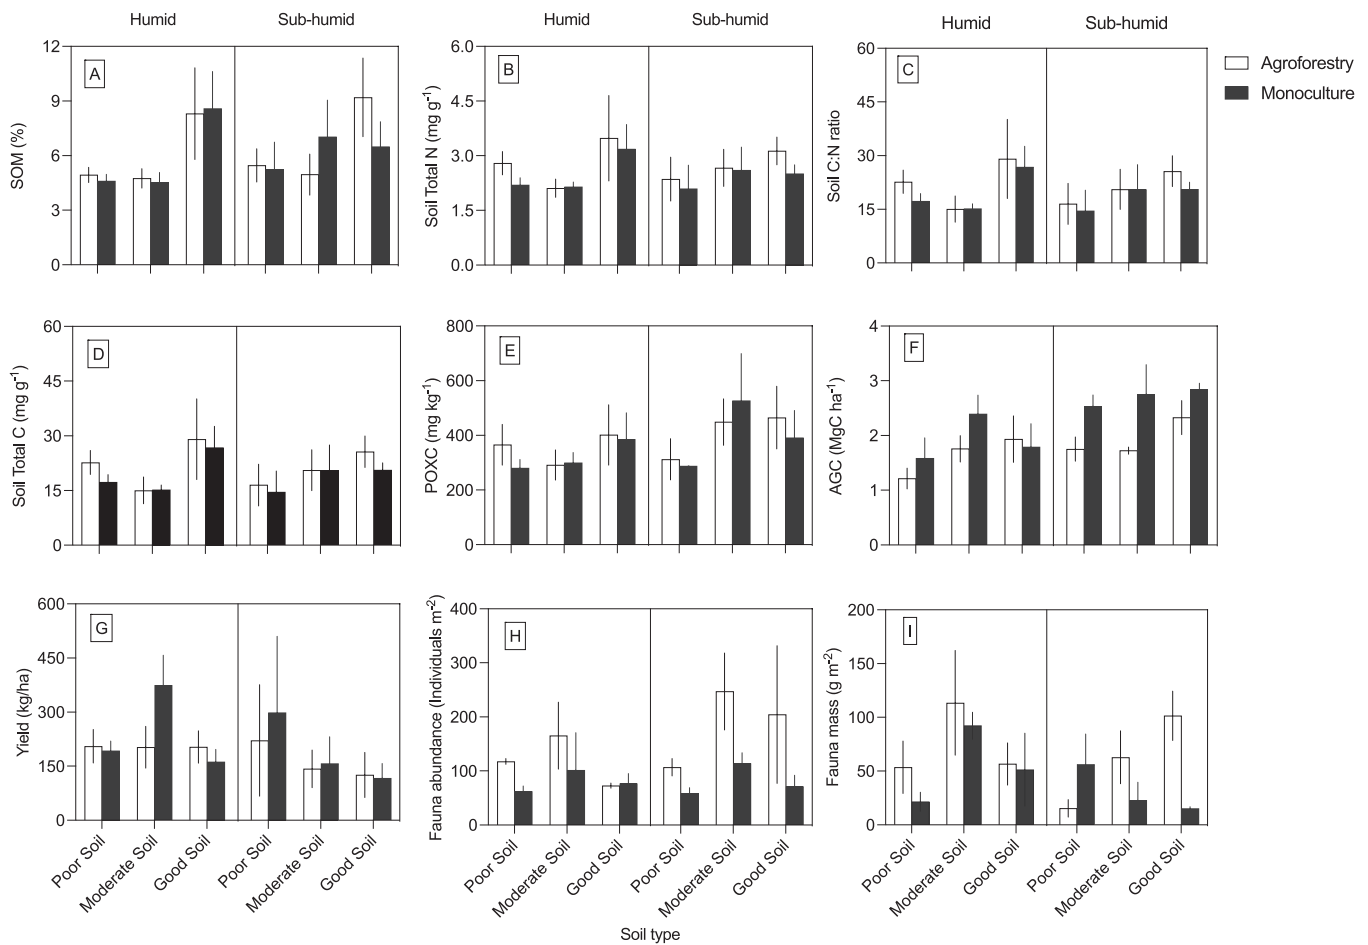 Humid Sub-humid Humid Sub-humid Humid Sub-humid
Agroforestry
Monoculture
A
SOM (%)
12
9
6
3
0
B
Soil Total N (mg g-1)
6.0
4.5
3.0
1.5
0.0
C
Soil C:N ratio
60
45
30
15
0
D
Soil Total C (mg g-1)
60
45
30
15
0
E
POXC (mg kg-1)
800
600
400
200
0
F
AGC (MgC ha-1)
4
3
2
1
0
G
Yield (kg/ha)
600
450
300
150
0
Poor Soil Moderate Soil Good Soil Poor Soil Moderate Soil Good Soil
H
Fauna abundance (Individuals m-2)
400
300
200
100
0
Poor Soil Moderate Soil Good Soil Poor Soil Moderate Soil Good Soil
I
Fauna mass (g m-2)
200
150
100
50
0
Poor Soil Moderate Soil Good Soil Poor Soil Moderate Soil Good Soil
Soil type